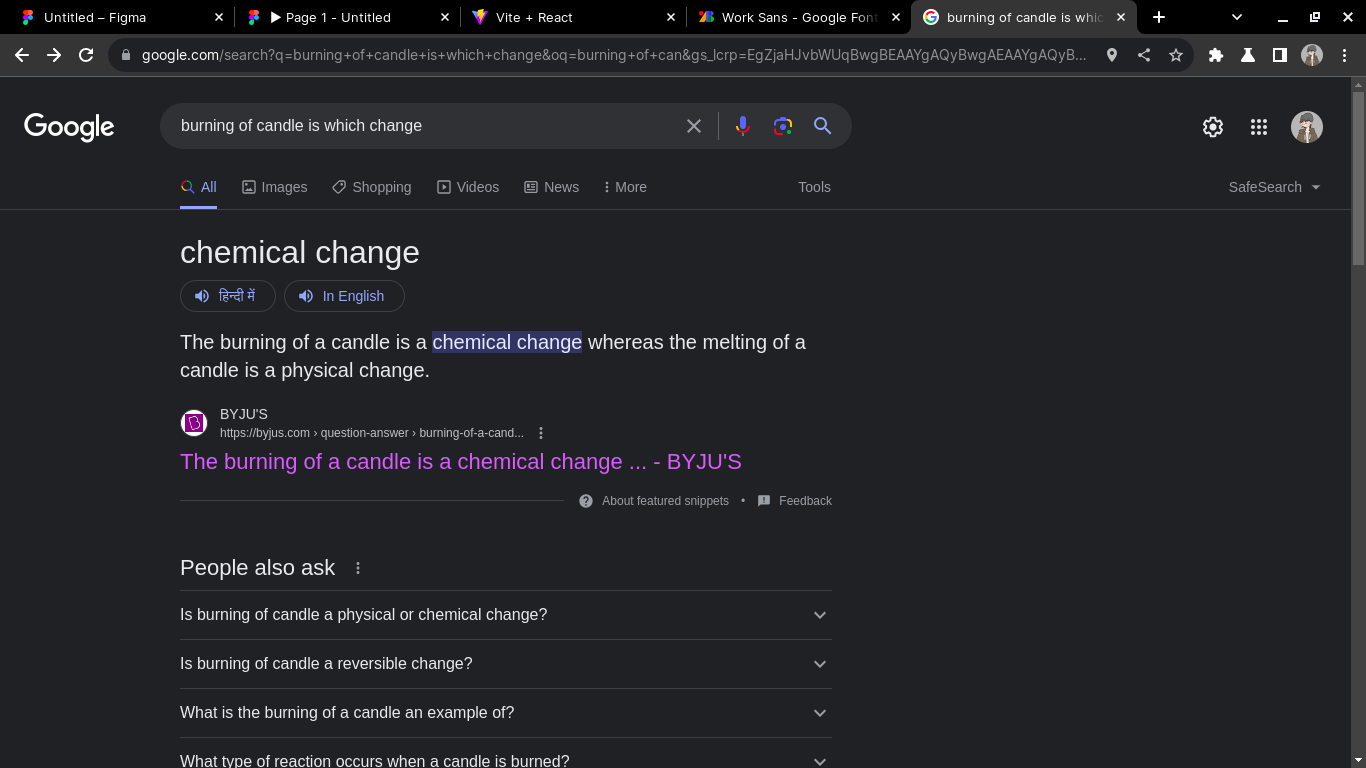 Untitled – Figma
▶ Page 1 - Untitled
Vite + React
Work Sans - Google Font
burning of candle is whic
google.com/search?q=burning+of+candle+is+which+change&oq=burning+of+can&gs_lcrp=EgZjaHJvbWUqBwgBEAAYgAQyBwgAEAAYgAQyB...
Google
burning of candle is which change
All
Images
Shopping
Videos
News
More
Tools
SafeSearch
chemical change
हिन्दी में
In English
The burning of a candle is a chemical change whereas the melting of a
candle is a physical change.
BYJU'S
https://byjus.com › question-answer › burning-of-a-cand...
The burning of a candle is a chemical change ... - BYJU'S
About featured snippets • Feedback
People also ask
Is burning of candle a physical or chemical change?
Is burning of candle a reversible change?
What is the burning of a candle an example of?
What type of reaction occurs when a candle is burned?